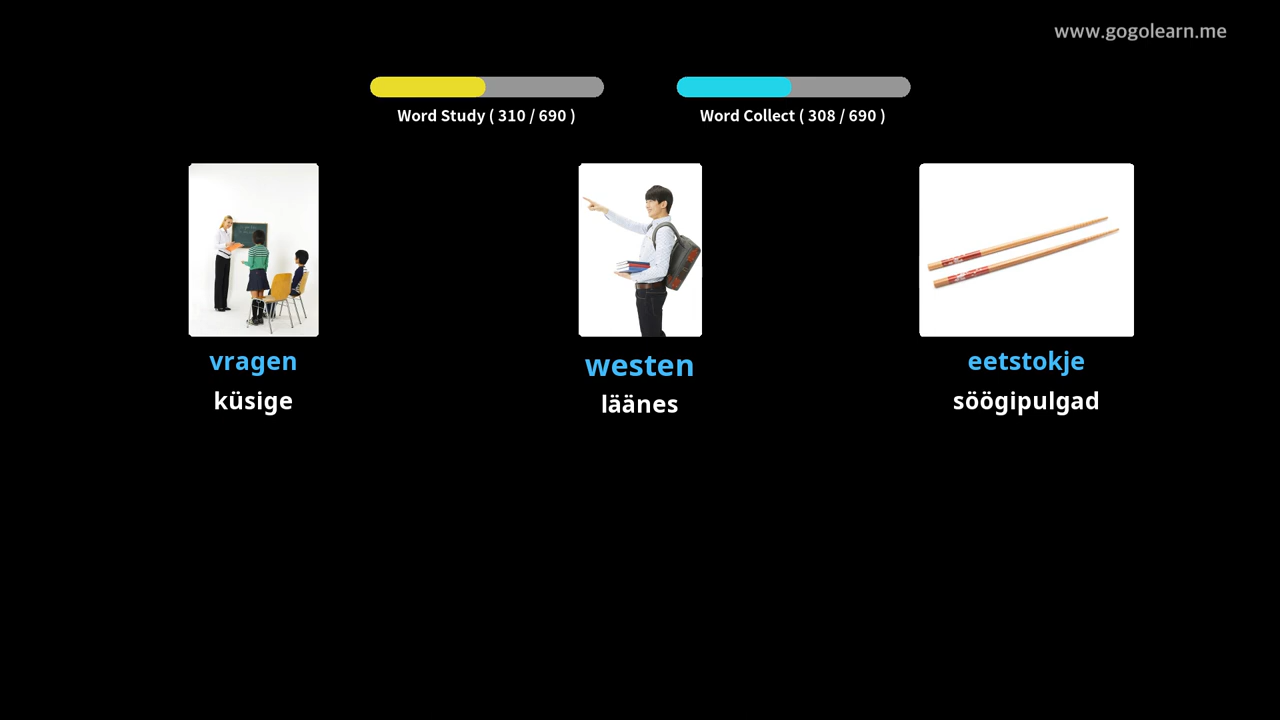 www.gogolearn.me
Word Study ( 310 / 690 )
Word Collect ( 308 / 690 )
vragen
küsige
westen
läänes
eetstokje
söögipulgad